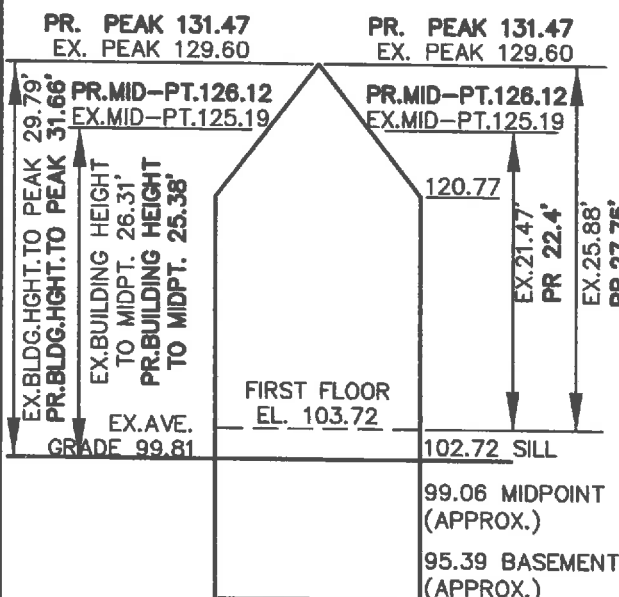 PR. PEAK 131.47
EX. PEAK 129.60
PR. PEAK 131.47
EX. PEAK 129.60
PR.MID-PT.126.12
EX.MID-PT.125.19
PR.MID-PT.126.12
EX.MID-PT.125.19
EX.BLDG.HGHT.TO PEAK 29.79'
PR.BLDG.HGHT.TO PEAK 31.66'
EX.BUILDING HEIGHT
TO MIDPT. 26.31'
PR.BUILDING HEIGHT
TO MIDPT. 25.38'
120.77
EX.21.47'
PR 22.4'
EX.25.88'
PR 27.75'
FIRST FLOOR
EL. 103.72
EX.AVE.
GRADE 99.81
102.72 SILL
99.06 MIDPOINT
(APPROX.)
95.39 BASEMENT
(APPROX.)